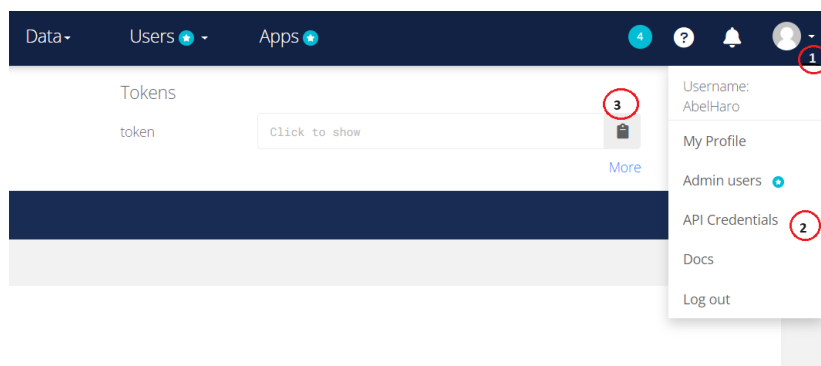 Data
Users
Apps
4
?
1
Tokens
token
Click to show
3
More
Username:
AbelHaro
My Profile
Admin users
API Credentials
2
Docs
Log out